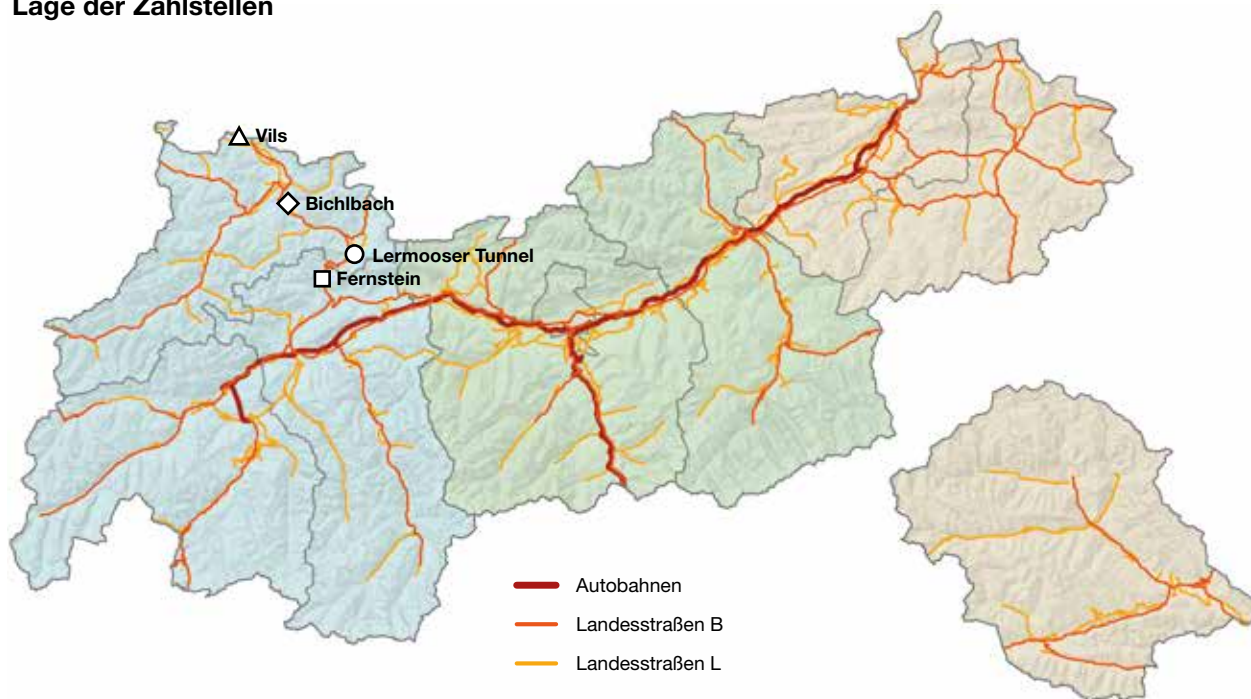 Lage der Zählstellen
Vils
Bichlbach
Lermooser Tunnel
Fernstein
Autobahnen
Landesstraßen B
Landesstraßen L